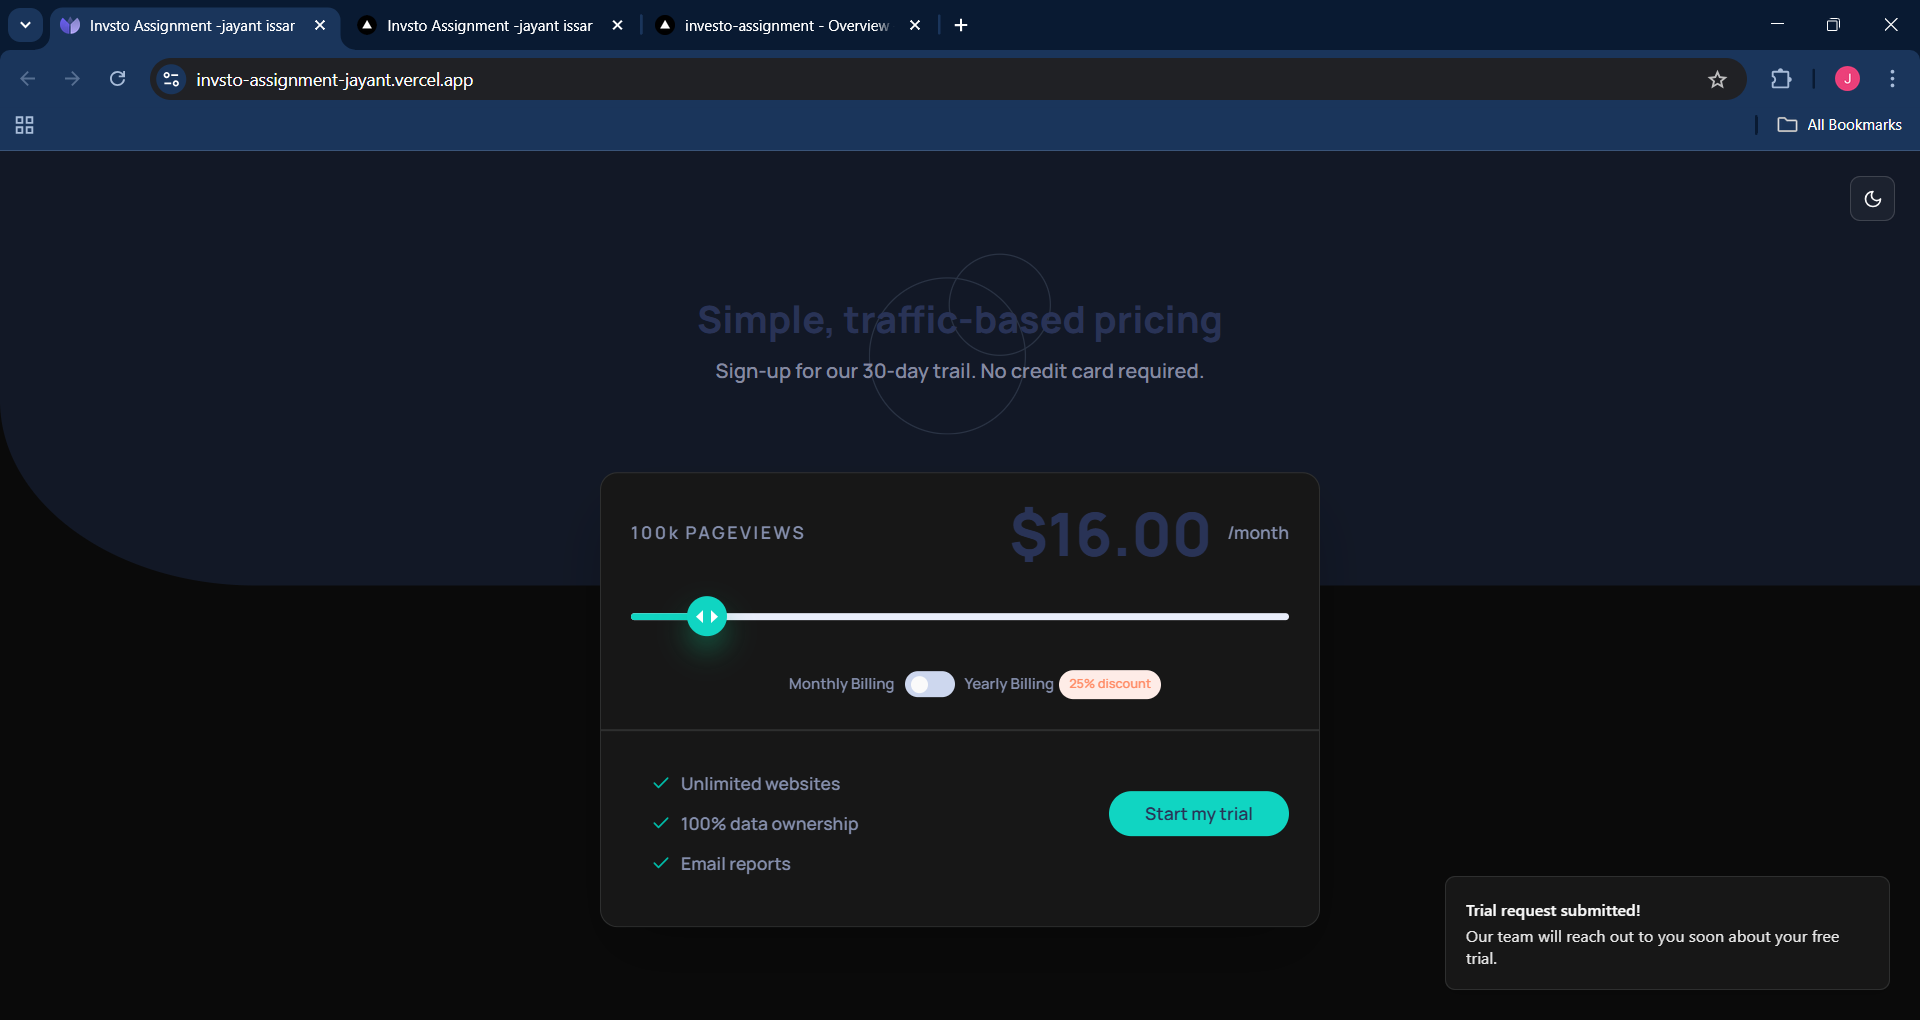 Invsto Assignment -jayant issar
Invsto Assignment -jayant issar
investo-assignment - Overview
invsto-assignment-jayant.vercel.app
J
All Bookmarks
Simple, traffic-based pricing
Sign-up for our 30-day trail. No credit card required.
100k PAGEVIEWS
$16.00 /month
Monthly Billing
Yearly Billing
25% discount
Unlimited websites
100% data ownership
Email reports
Start my trial
Trial request submitted!
Our team will reach out to you soon about your free
trial.